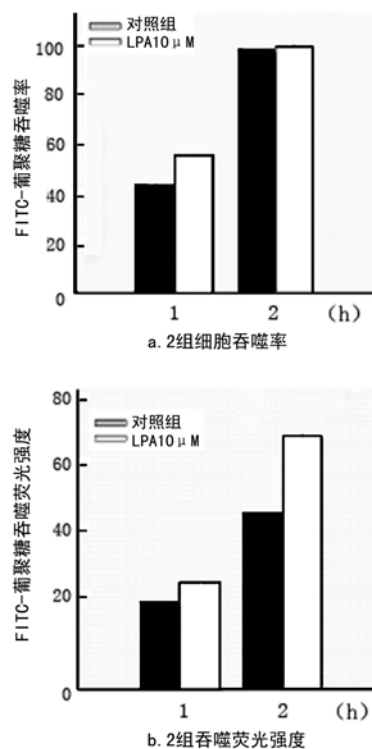 FITC-葡聚糖吞噬率
100
80
60
40
20
0
对照组
LPA10μM
1 2 (h)
a. 2组细胞吞噬率
FITC-葡聚糖吞噬荧光强度
80
60
40
20
0
对照组
LPA10μM
1 2 (h)
b. 2组吞噬荧光强度